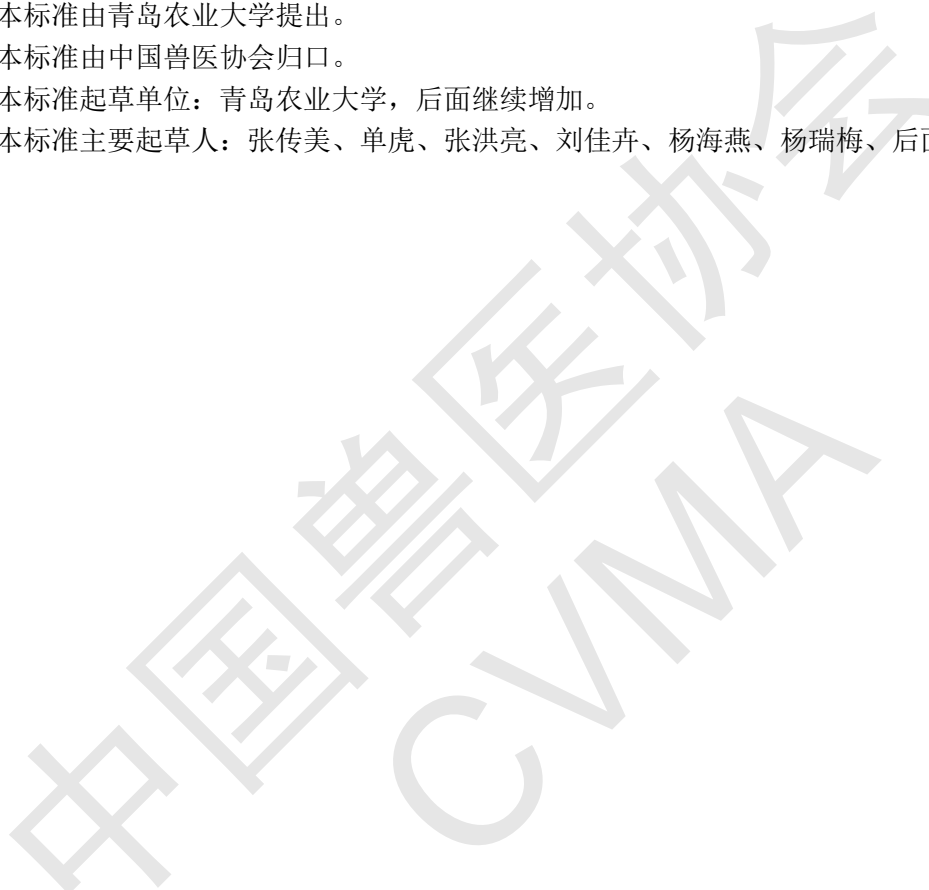 本标准由青岛农业大学提出。
本标准由中国兽医协会归口。
本标准起草单位：青岛农业大学，后面继续增加。
本标准主要起草人：张传美、单虎、张洪亮、刘佳卉、杨海燕、杨瑞梅、后
中国兽医协会
CVMA